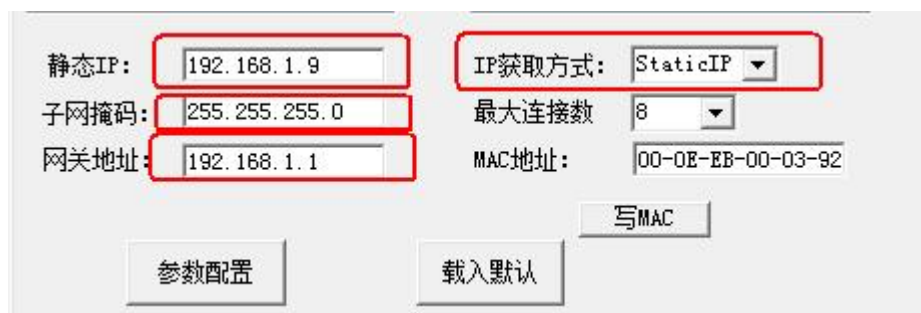 静态IP: 192.168.1.9 IP获取方式: StaticIP
子网掩码: 255.255.255.0 最大连接数 8
网关地址: 192.168.1.1 MAC地址: 00-0E-EB-00-03-92
写MAC
参数配置 载入默认